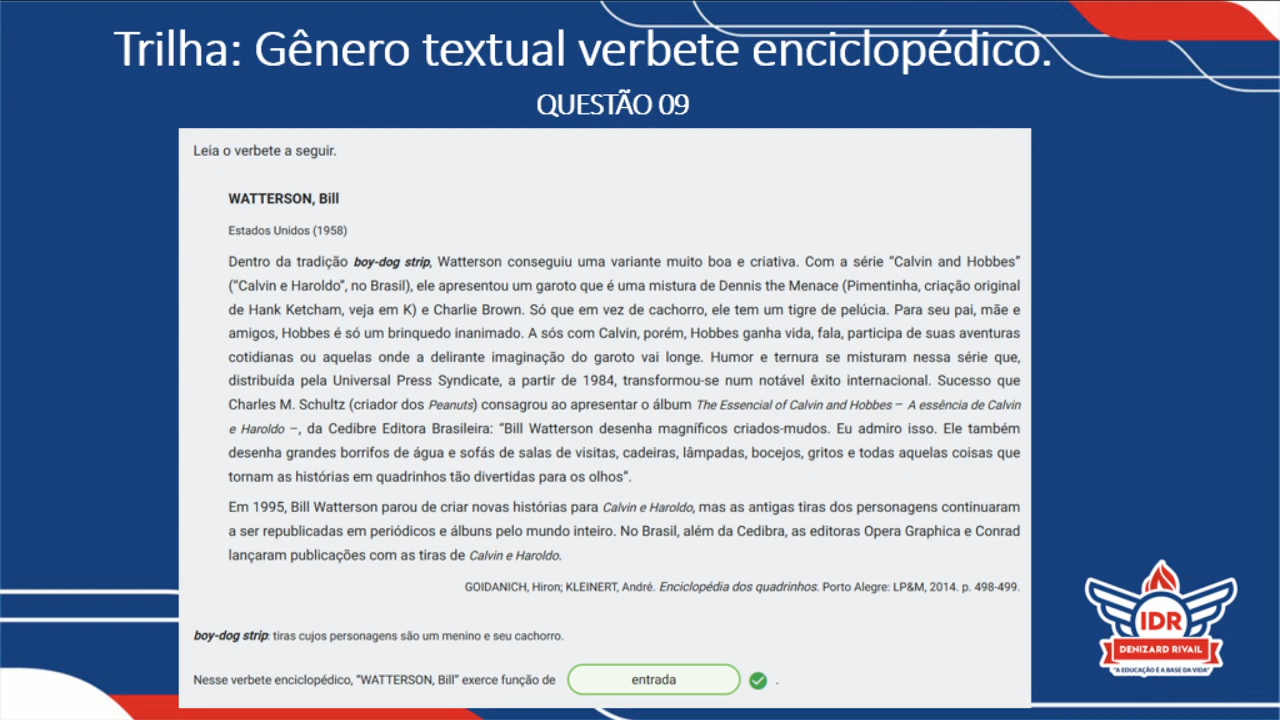 Trilha: Gênero textual verbete enciclopédico.
QUESTÃO 09
Leia o verbete a seguir.
WATTERSON, Bill
Estados Unidos (1958)
Dentro da tradição boy-dog strip, Watterson conseguiu uma variante muito boa e criativa. Com a série “Calvin and Hobbes”
(“Calvin e Haroldo”, no Brasil), ele apresentou um garoto que é uma mistura de Dennis the Menace (Pimentinha, criação original
de Hank Ketcham, veja em K) e Charlie Brown. Só que em vez de cachorro, ele tem um tigre de pelúcia. Para seu pai, mãe e
amigos, Hobbes é só um brinquedo inanimado. A sós com Calvin, porém, Hobbes ganha vida, fala, participa de suas aventuras
cotidianas ou aquelas onde a delirante imaginação do garoto vai longe. Humor e ternura se misturam nessa série que,
distribuída pela Universal Press Syndicate, a partir de 1984, transformou-se num notável êxito internacional. Sucesso que
Charles M. Schultz (criador dos Peanuts) consagrou ao apresentar o álbum The Essencial of Calvin and Hobbes – A essência de Calvin
e Haroldo –, da Cedibre Editora Brasileira: “Bill Watterson desenha magníficos criados-mudos. Eu admiro isso. Ele também
desenha grandes borrifos de água e sofás de salas de visitas, cadeiras, lâmpadas, bocejos, gritos e todas aquelas coisas que
tornam as histórias em quadrinhos tão divertidas para os olhos”.
Em 1995, Bill Watterson parou de criar novas histórias para Calvin e Haroldo, mas as antigas tiras dos personagens continuaram
a ser republicadas em periódicos e álbuns pelo mundo inteiro. No Brasil, além da Cedibra, as editoras Opera Graphica e Conrad
lançaram publicações com as tiras de Calvin e Haroldo.
GOIDANICH, Hiron; KLEINERT, André. Enciclopédia dos quadrinhos. Porto Alegre: LP&M, 2014. p. 498-499.
boy-dog strip: tiras cujos personagens são um menino e seu cachorro.
Nesse verbete enciclopédico, “WATTERSON, Bill” exerce função de entrada .
IDR
DENIZARD RIVAIL
"A EDUCAÇÃO É A BASE DA VIDA"